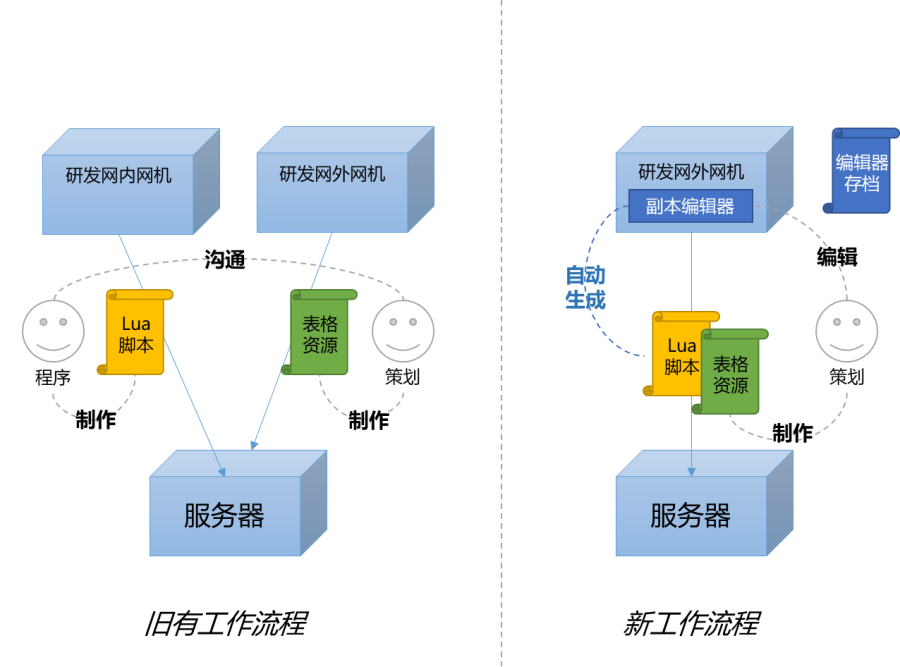 研发网内网机
研发网外网机
沟通
Lua
脚本
表格
资源
程序
策划
制作
制作
服务器
旧有工作流程
研发网外网机
副本编辑器
编辑器
存档
自动
生成
编辑
Lua
脚本
表格
资源
策划
制作
服务器
新工作流程